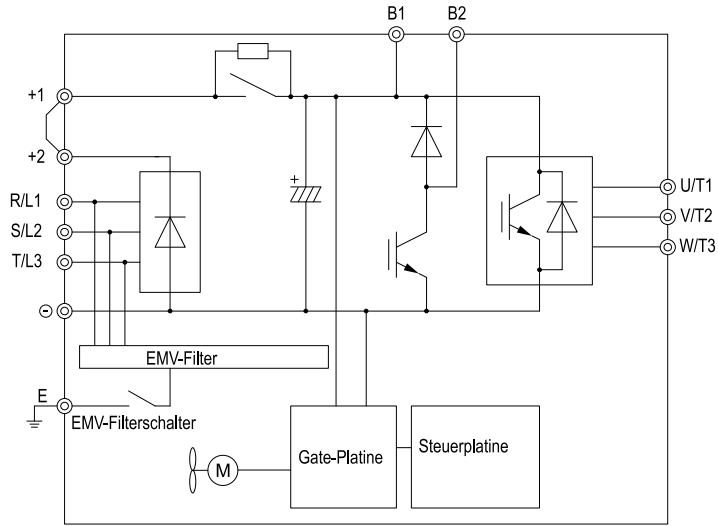 B1
B2
+1
+2
R/L1
S/L2
T/L3
+
U/T1
V/T2
W/T3
EMV-Filter
E
EMV-Filterschalter
M
Gate-Platine
Steuerplatine